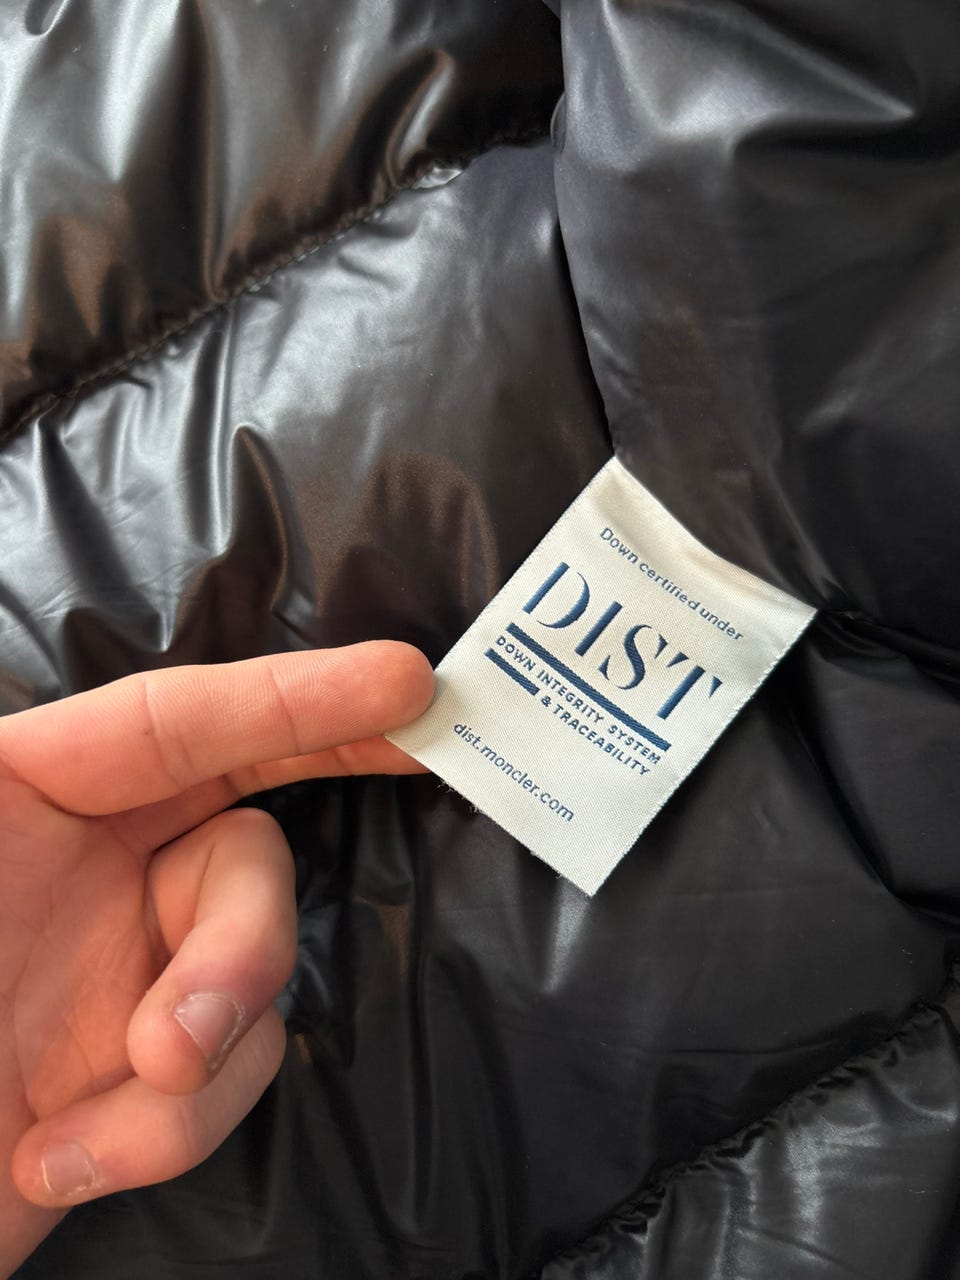 Down certified under
DIST
DOWN INTEGRITY SYSTEM
& TRACEABILITY
dist.moncler.com